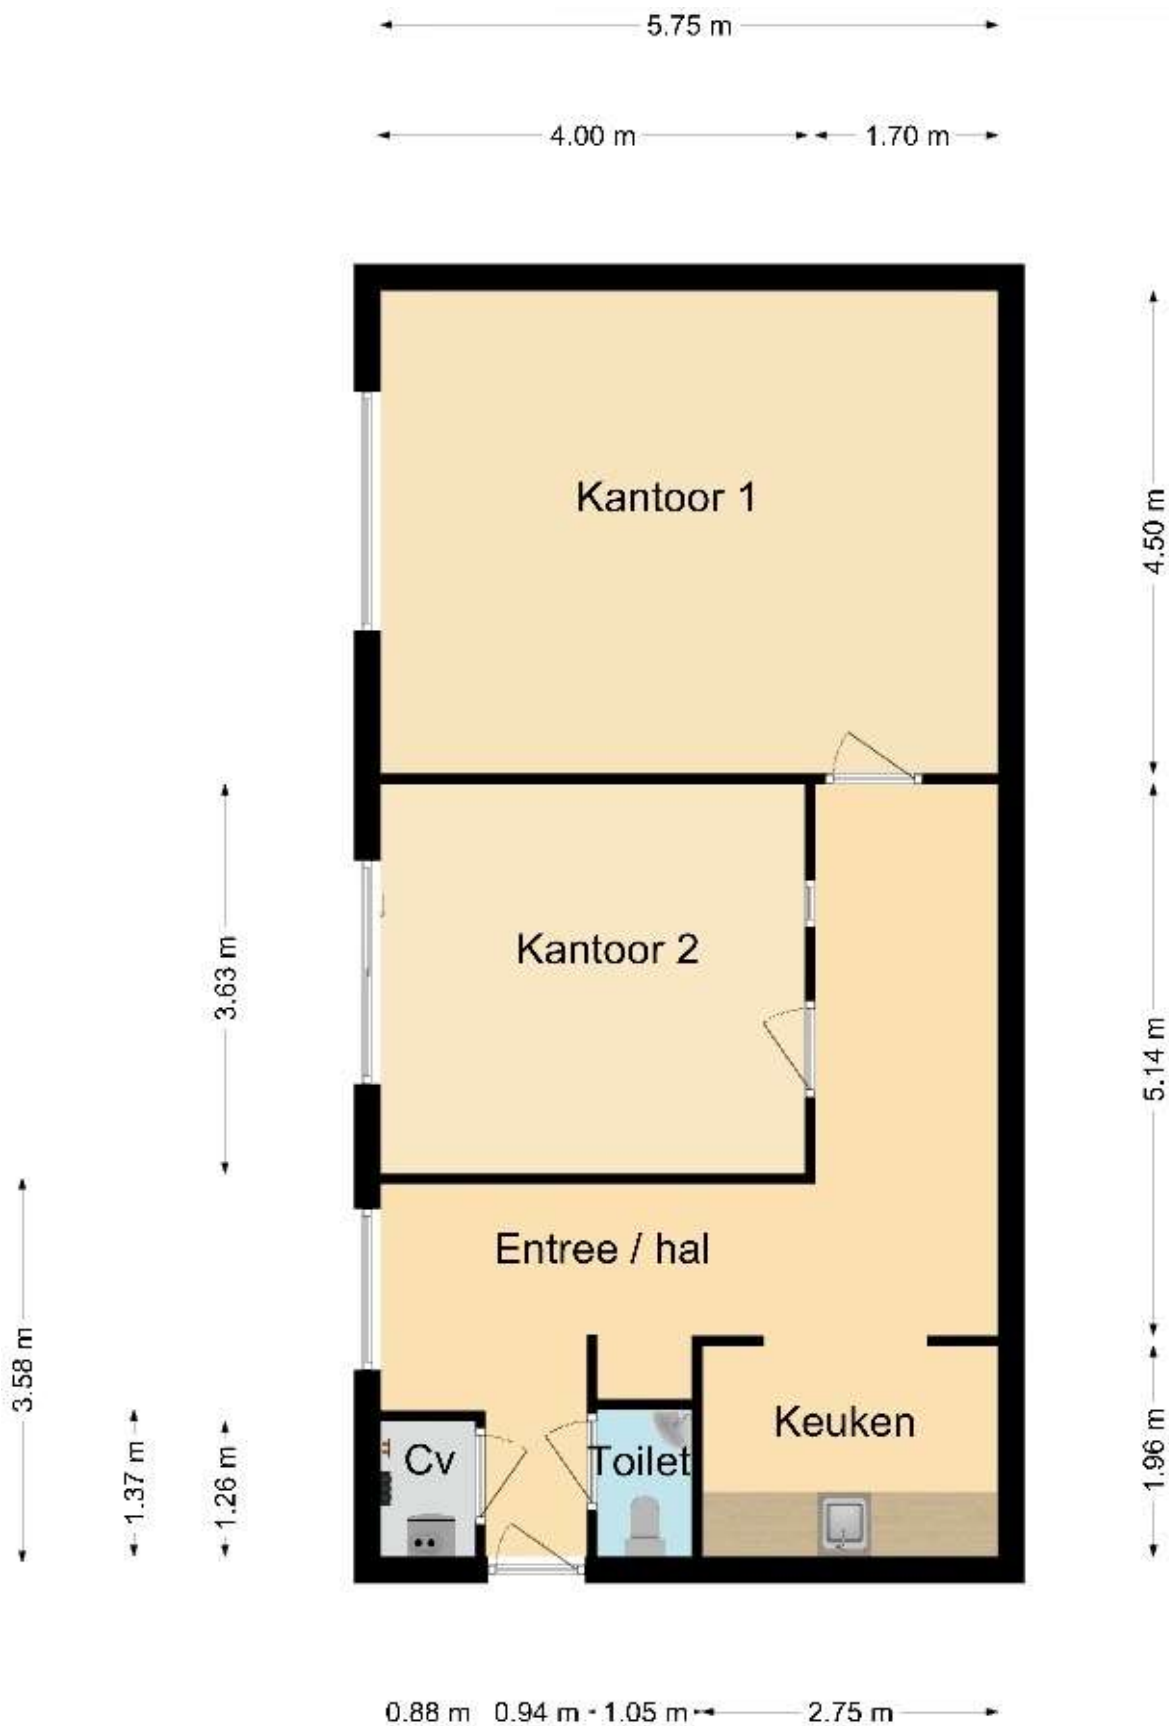 5.75 m
4.00 m
1.70 m
Kantoor 1
4.50 m
Kantoor 2
3.63 m
5.14 m
Entree / hal
3.58 m
Keuken
Cv
Toilet
1.37 m
1.26 m
1.96 m
0.88 m
0.94 m
1.05 m
2.75 m